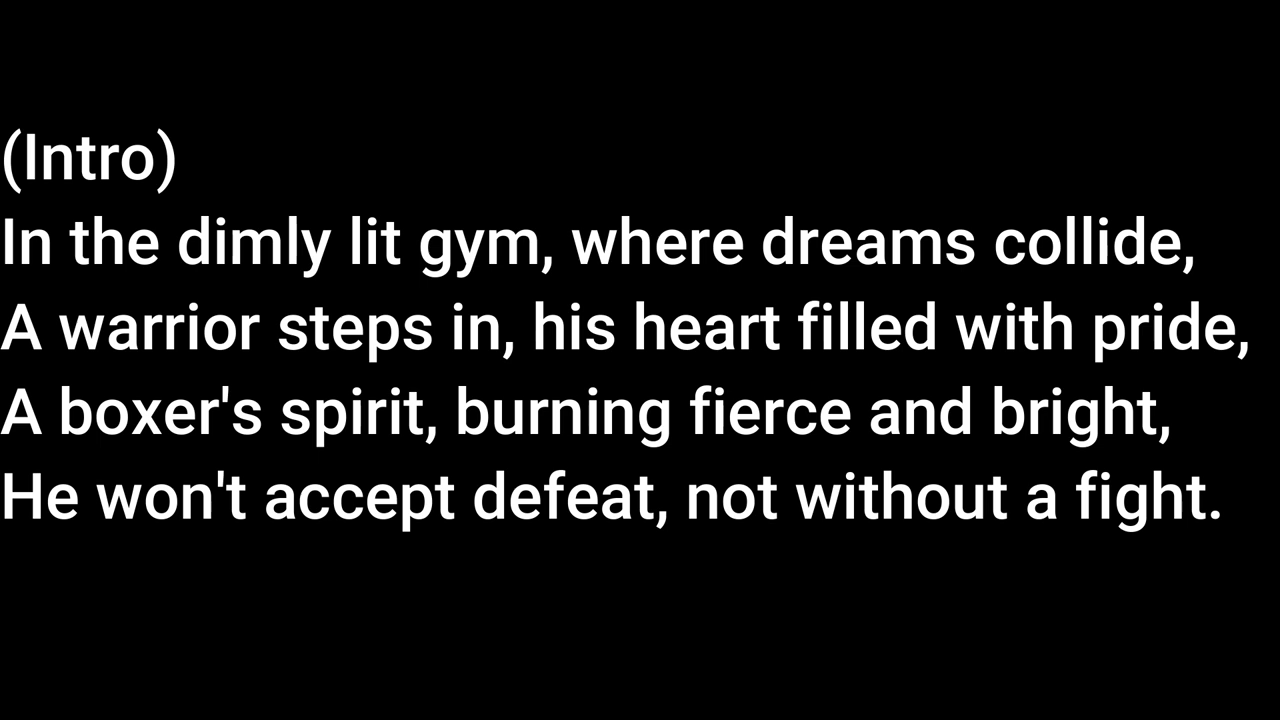 (Intro)
In the dimly lit gym, where dreams collide,
A warrior steps in, his heart filled with pride,
A boxer's spirit, burning fierce and bright,
He won't accept defeat, not without a fight.